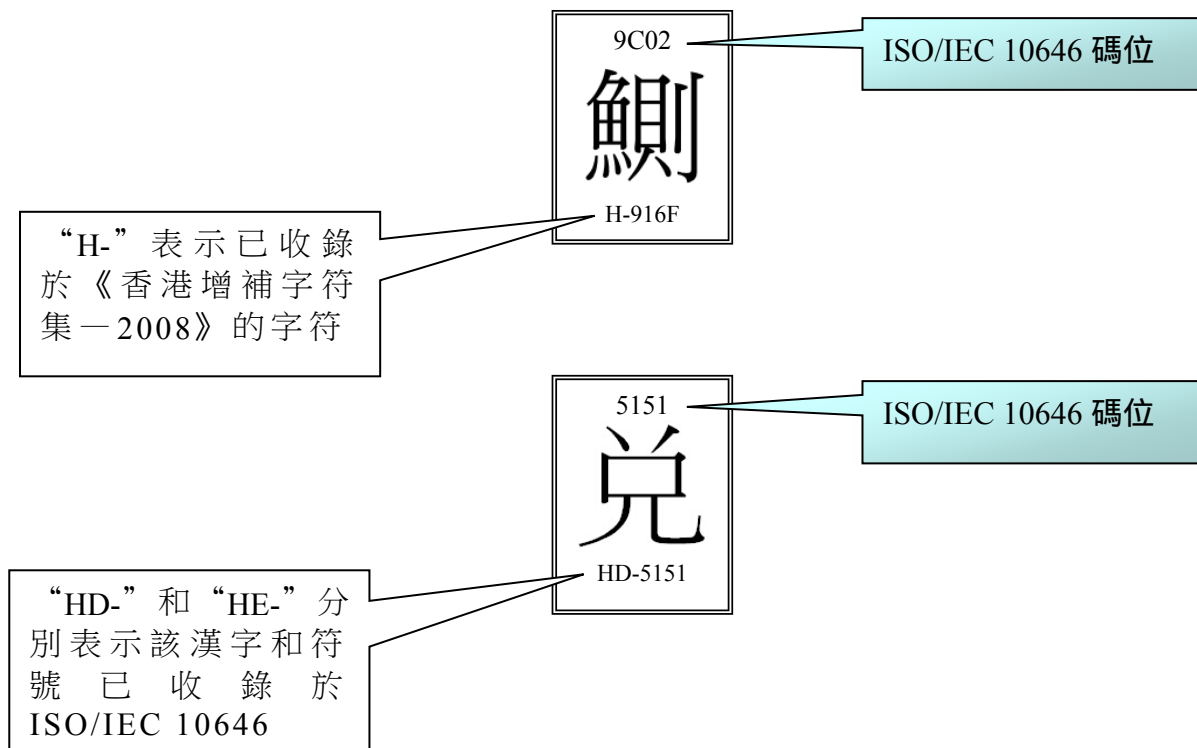 9C02
ISO/IEC 10646 碼位
鰂
H-916F
“H-”表示已收錄
於《香港增補字符
集－2008》的字符
5151
ISO/IEC 10646 碼位
兑
HD-5151
“HD-”和“HE-”分
別表示該漢字和符
號已收錄於
ISO/IEC 10646